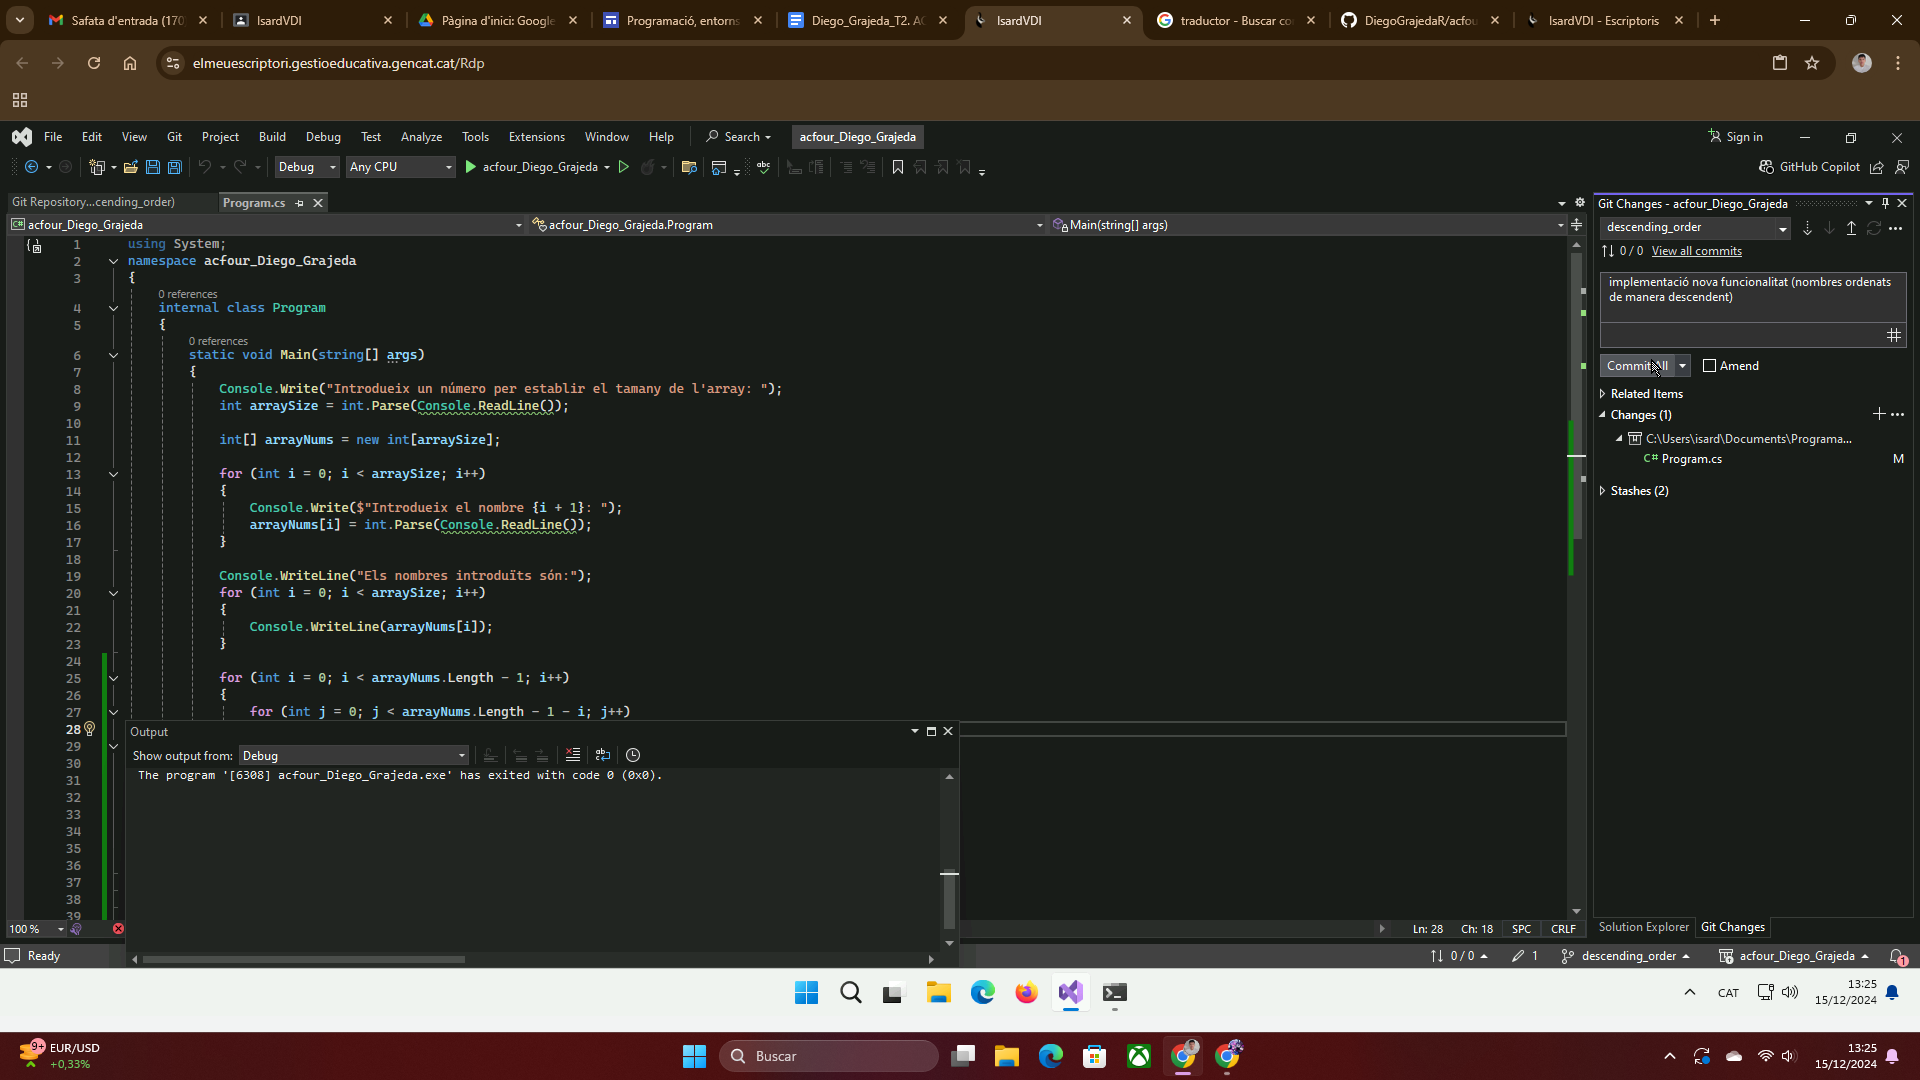 Safata d'entrada (170
IsardVDI
Pàgina d'inici: Google
Programació, entorns
Diego_Grajeda_T2. AC
IsardVDI
traductor - Buscar co
DiegoGrajedaR/acfou
IsardVDI - Escriptoris
elmeuescriptori.gestioeducativa.gencat.cat/Rdp
File Edit View Git Project Build Debug Test Analyze Tools Extensions Window Help Search acfour_Diego_Grajeda Sign in
Debug Any CPU acfour_Diego_Grajeda GitHub Copilot
Git Repository...cending_order) Program.cs
acfour_Diego_Grajeda acfour_Diego_Grajeda.Program Main(string[] args)
1 using System;
2 namespace acfour_Diego_Grajeda
3 {
0 references
4 internal class Program
5 {
0 references
6 static void Main(string[] args)
7 {
8 Console.Write("Introdueix un número per establir el tamany de l'array: ");
9 int arraySize = int.Parse(Console.ReadLine());
10
11 int[] arrayNums = new int[arraySize];
12
13 for (int i = 0; i < arraySize; i++)
14 {
15 Console.Write($"Introdueix el nombre {i + 1}: ");
16 arrayNums[i] = int.Parse(Console.ReadLine());
17 }
18
19 Console.WriteLine("Els nombres introduïts són:");
20 for (int i = 0; i < arraySize; i++)
21 {
22 Console.WriteLine(arrayNums[i]);
23 }
24
25 for (int i = 0; i < arrayNums.Length - 1; i++)
26 {
27 for (int j = 0; j < arrayNums.Length - 1 - i; j++)
28
29
30
31
32
33
34
35
36
37
38
39
Output
Show output from: Debug
The program '[6308] acfour_Diego_Grajeda.exe' has exited with code 0 (0x0).
100 %
Ln: 28 Ch: 18 SPC CRLF
Git Changes - acfour_Diego_Grajeda
descending_order
0 / 0 View all commits
implementació nova funcionalitat (nombres ordenats
de manera descendent)
Commit All Amend
Related Items
Changes (1)
C:\Users\isard\Documents\Programa...
C# Program.cs M
Stashes (2)
Solution Explorer Git Changes
Ready 0 / 0 1 descending_order acfour_Diego_Grajeda 1
CAT
13:25
15/12/2024
9+
EUR/USD
+0,33%
Buscar
13:25
15/12/2024